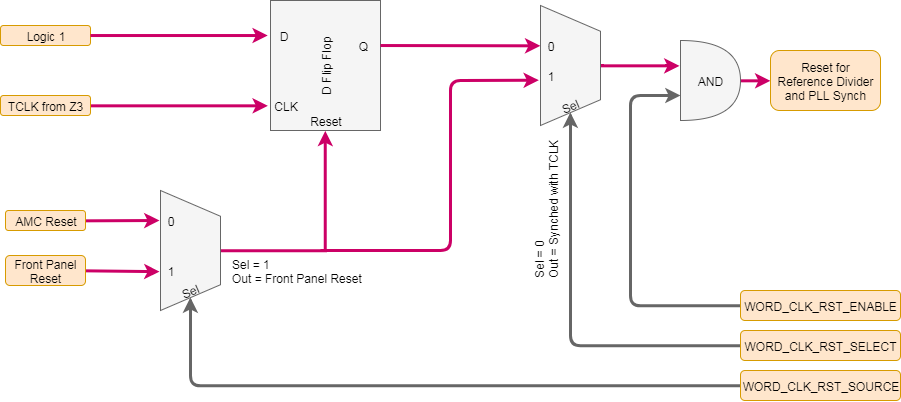 Logic 1
D
Q
D Flip Flop
TCLK from Z3
CLK
Reset
0
1
Sel
AND
Reset for
Reference Divider
and PLL Synch
Sel = 0
Out = Synched with TCLK
AMC Reset
0
Front Panel
Reset
1
Sel
Sel = 1
Out = Front Panel Reset
WORD_CLK_RST_ENABLE
WORD_CLK_RST_SELECT
WORD_CLK_RST_SOURCE